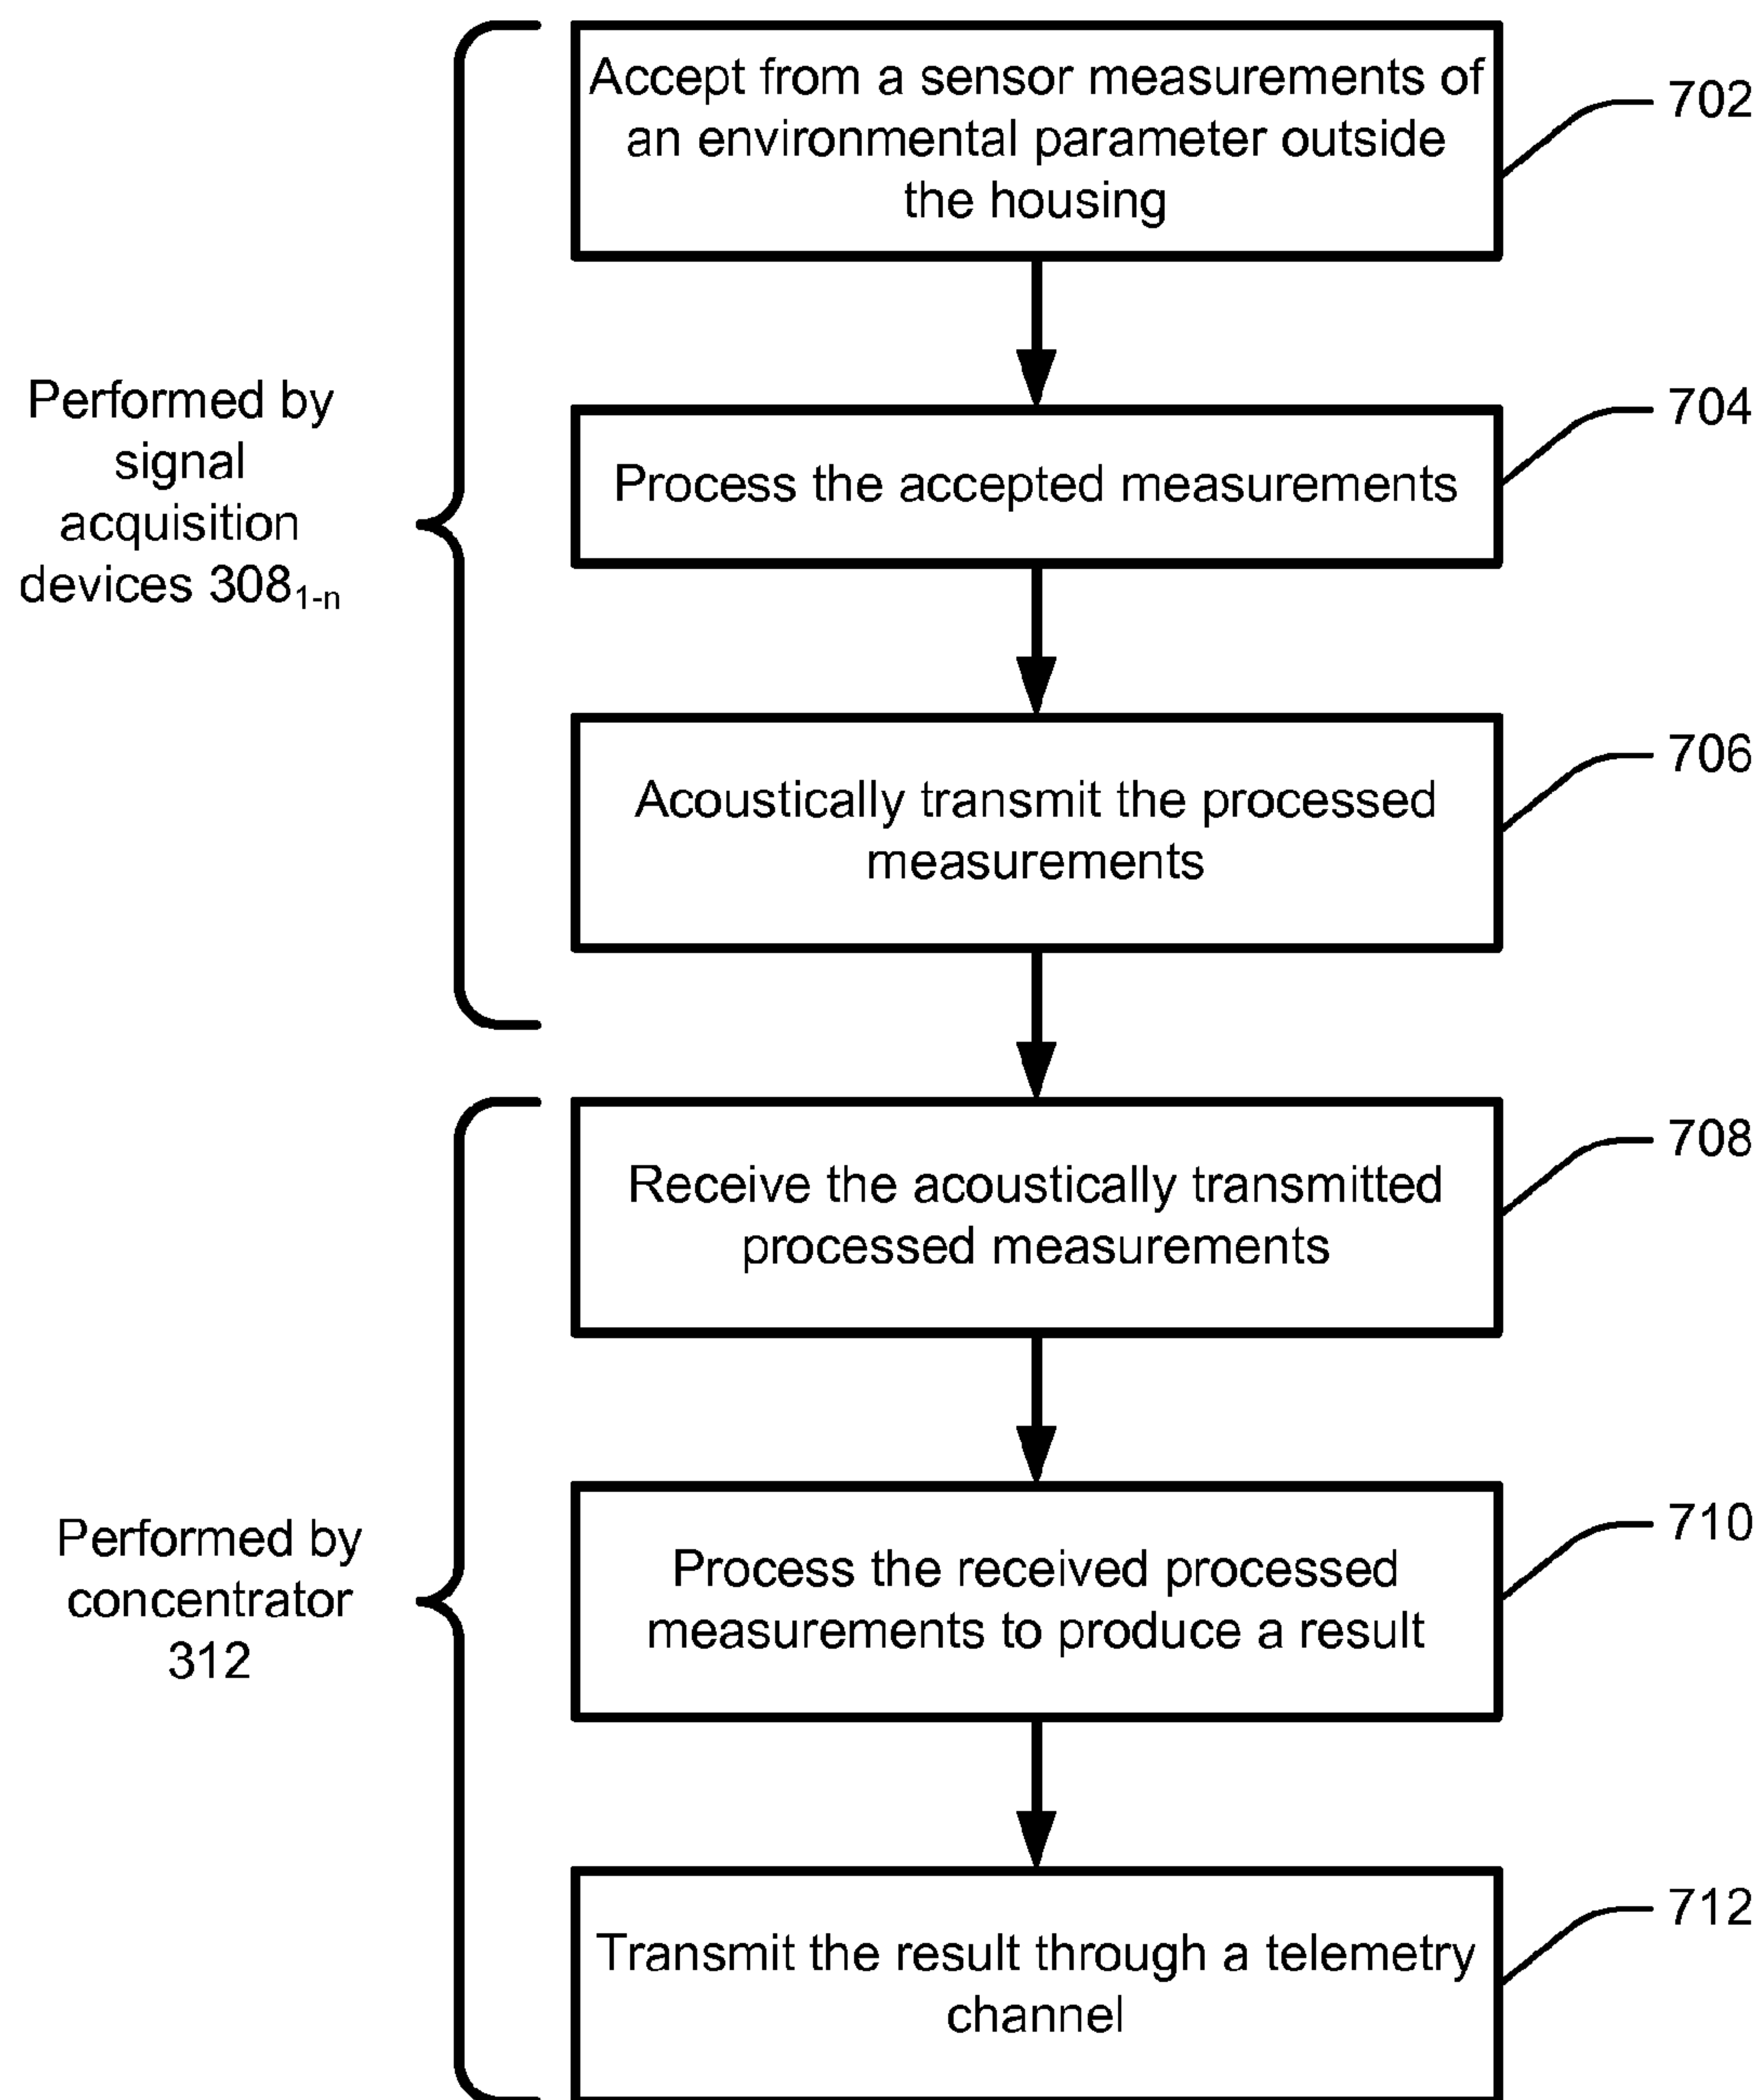 Accept from a sensor measurements of
an environmental parameter outside
the housing
702
Process the accepted measurements
704
Performed by
signal
acquisition
devices 308₁₋ₙ
Acoustically transmit the processed
measurements
706
Receive the acoustically transmitted
processed measurements
708
Process the received processed
measurements to produce a result
710
Performed by
concentrator
312
Transmit the result through a telemetry
channel
712